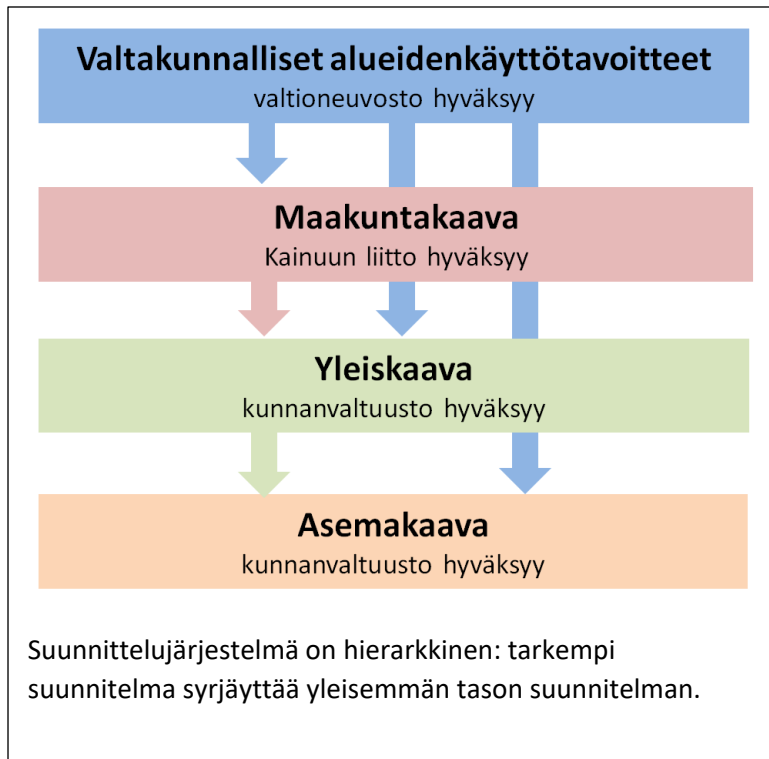 Valtakunnalliset alueidenkäyttötavoitteet
valtioneuvosto hyväksyy
Maakuntakaava
Kainuun liitto hyväksyy
Yleiskaava
kunnanvaltuusto hyväksyy
Asemakaava
kunnanvaltuusto hyväksyy
Suunnittelujärjestelmä on hierarkkinen: tarkempi
suunnitelma syrjäyttää yleisemmän tason suunnitelman.